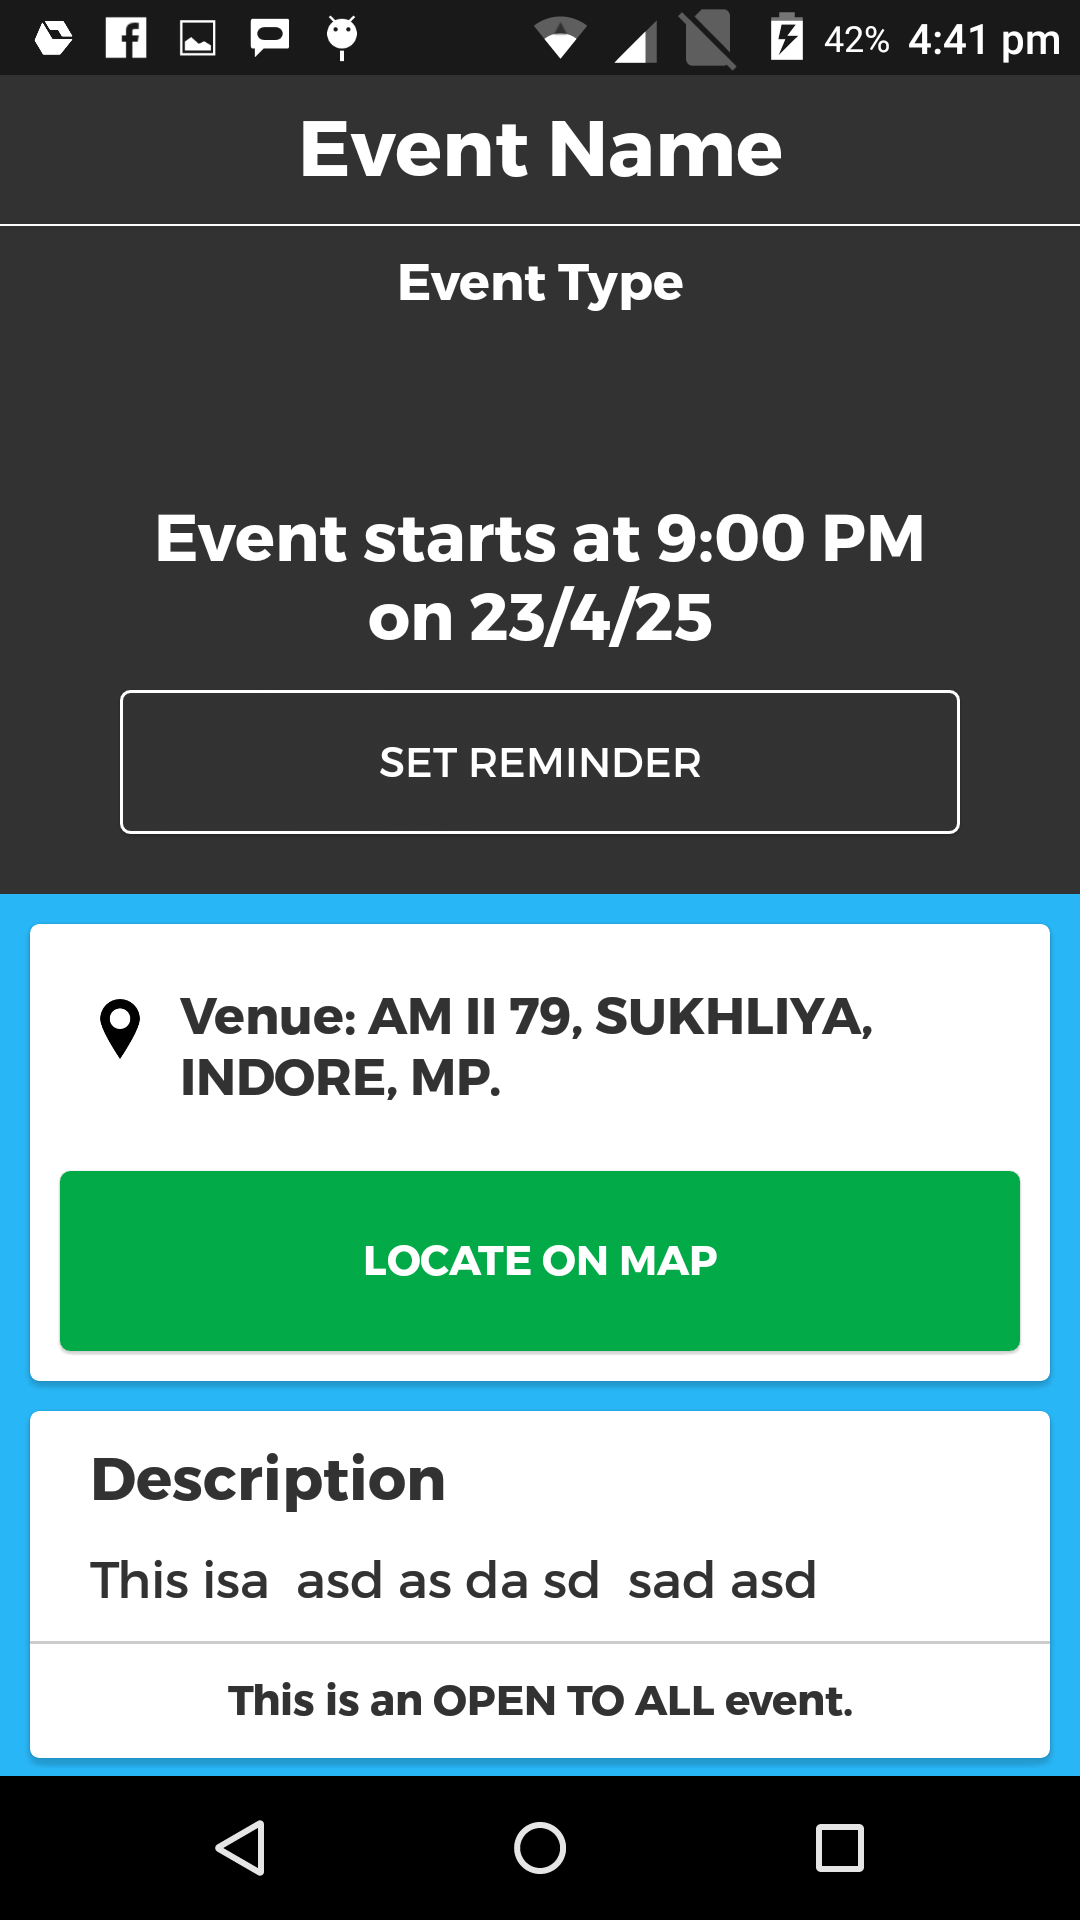 42% 4:41 pm
Event Name
Event Type
Event starts at 9:00 PM
on 23/4/25
SET REMINDER
Venue: AM II 79, SUKHLIYA,
INDORE, MP.
LOCATE ON MAP
Description
This isa  asd as da sd  sad asd
This is an OPEN TO ALL event.